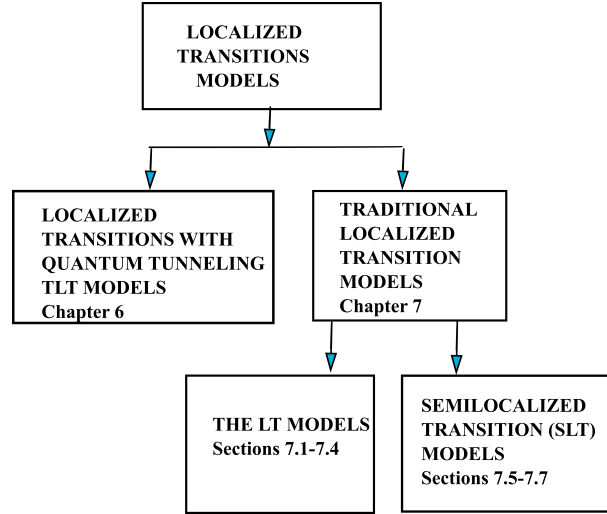 LOCALIZED
TRANSITIONS
MODELS
LOCALIZED
TRANSITIONS WITH
QUANTUM TUNNELING
TLT MODELS
Chapter 6
TRADITIONAL
LOCALIZED
TRANSITION
MODELS
Chapter 7
THE LT MODELS
Sections 7.1-7.4
SEMILOCALIZED
TRANSITION (SLT)
MODELS
Sections 7.5-7.7